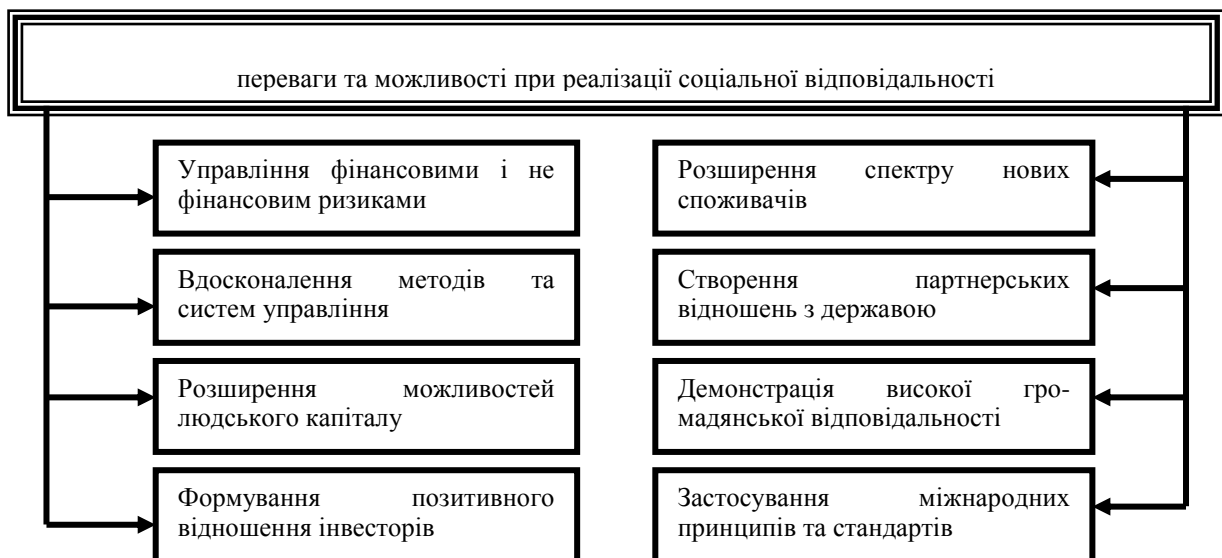 переваги та можливості при реалізації соціальної відповідальності
Управління фінансовими і не
фінансовим ризиками
Вдосконалення методів та
систем управління
Розширення можливостей
людського капіталу
Формування позитивного
відношення інвесторів
Розширення спектру нових
споживачів
Створення партнерських
відношень з державою
Демонстрація високої гро-
мадянської відповідальності
Застосування міжнародних
принципів та стандартів